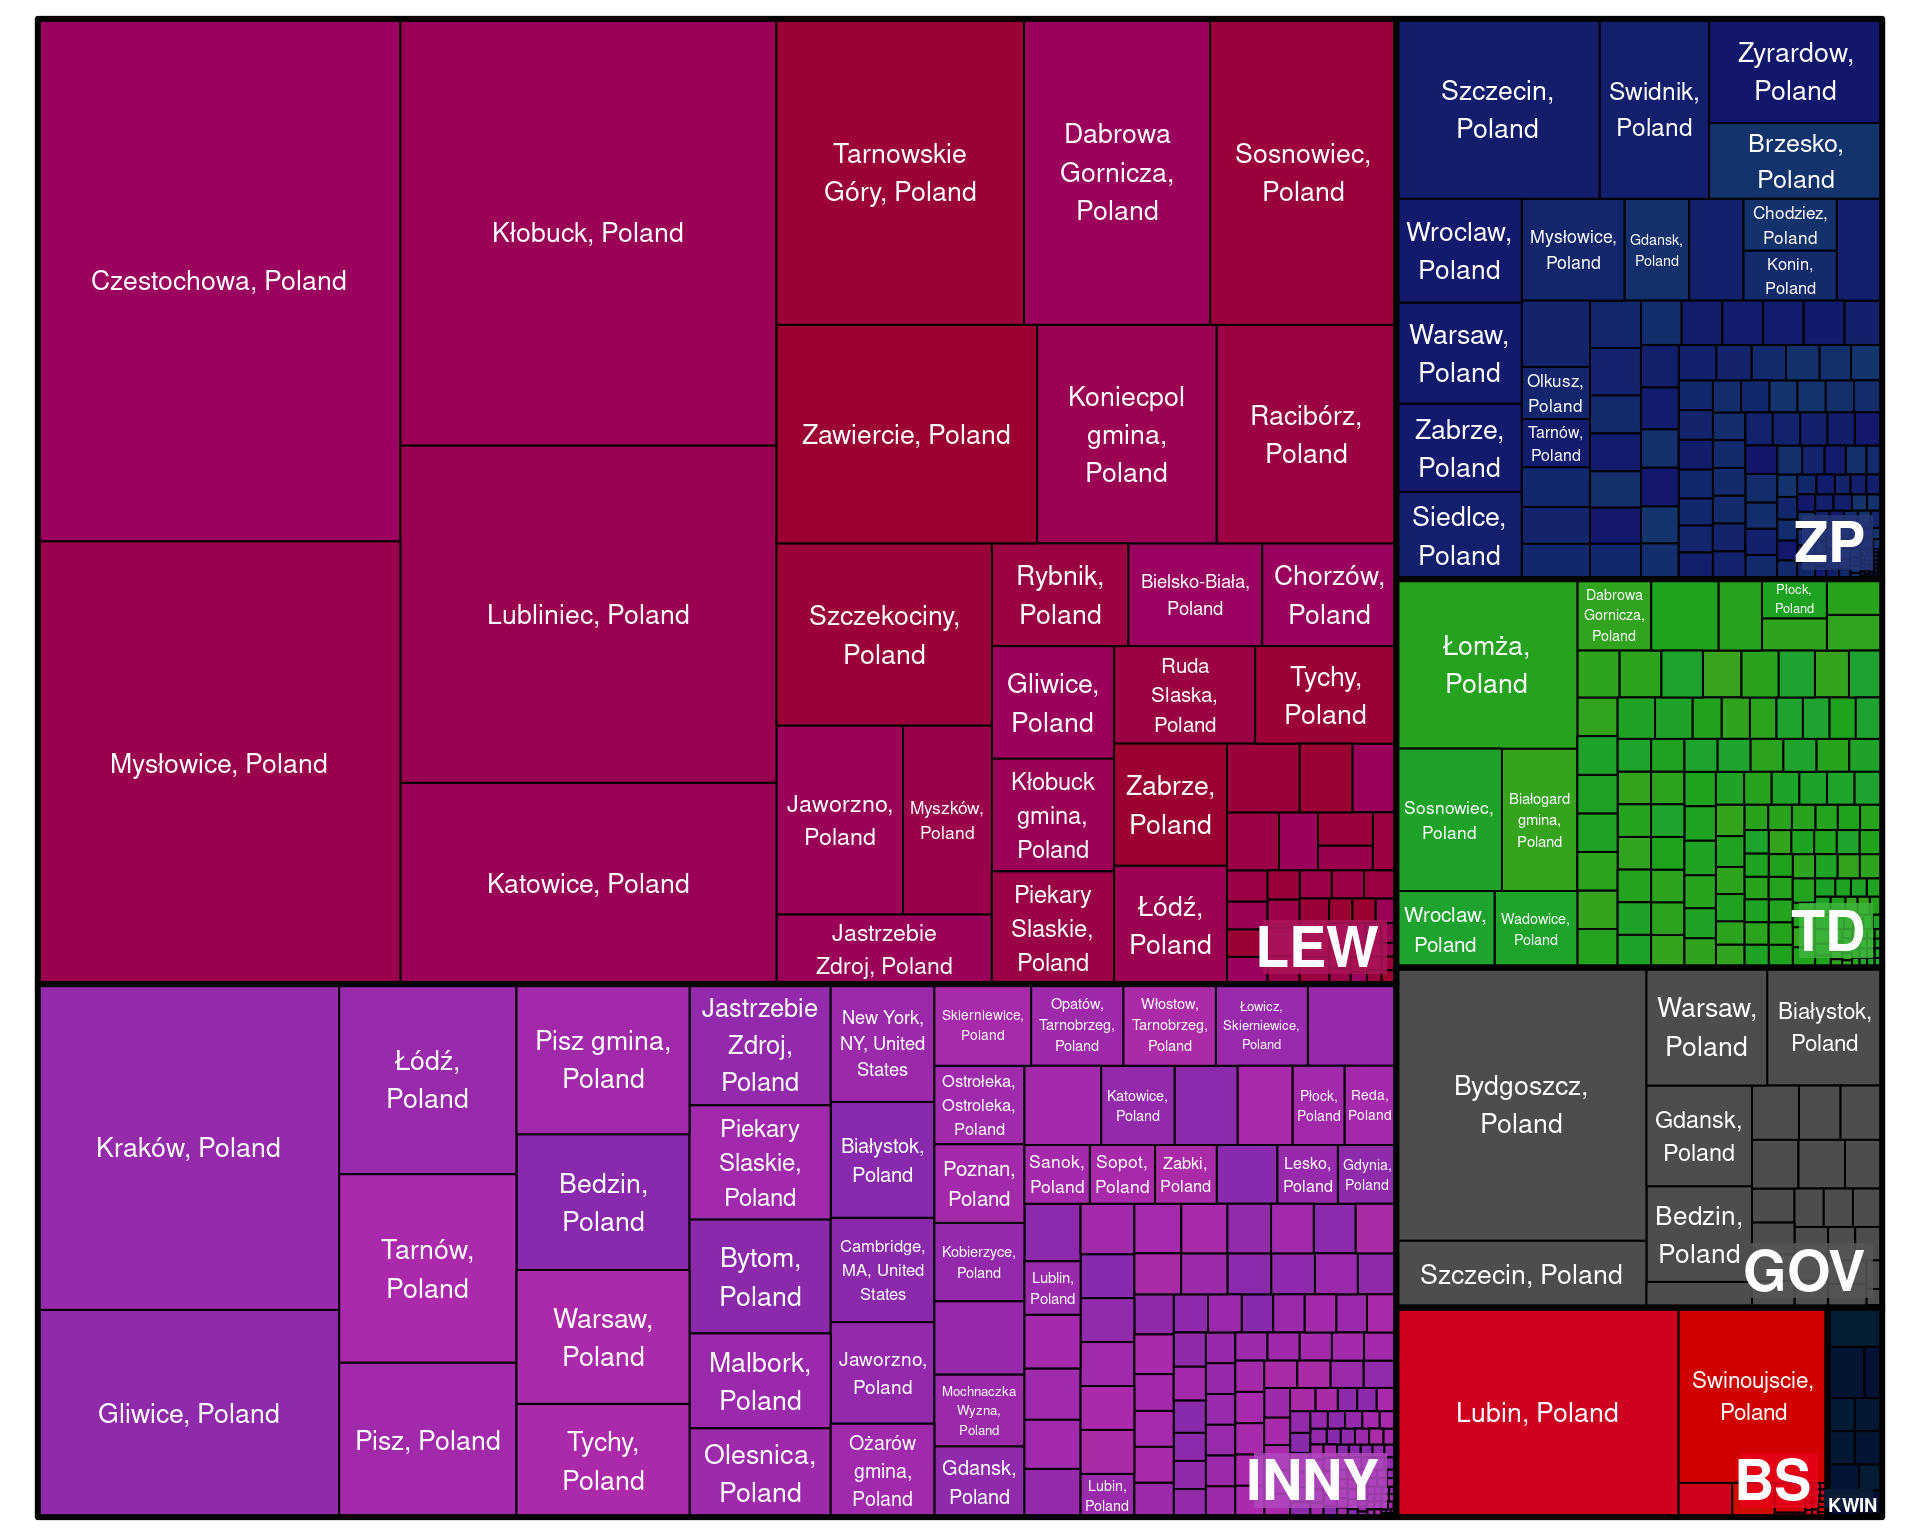 Czestochowa, Poland
Mysłowice, Poland
Kłobuck, Poland
Lubliniec, Poland
Katowice, Poland
Tarnowskie
Góry, Poland
Dabrowa
Gornicza,
Poland
Sosnowiec,
Poland
Zawiercie, Poland
Koniecpol
gmina,
Poland
Racibórz,
Poland
Szczekociny,
Poland
Jaworzno,
Poland
Myszków,
Poland
Jastrzebie
Zdroj, Poland
Rybnik,
Poland
Bielsko-Biała,
Poland
Chorzów,
Poland
Gliwice,
Poland
Kłobuck
gmina,
Poland
Piekary
Slaskie,
Poland
Ruda
Slaska,
Poland
Tychy,
Poland
Zabrze,
Poland
Łódź,
Poland
LEW
Szczecin,
Poland
Swidnik,
Poland
Zyrardow,
Poland
Brzesko,
Poland
Wroclaw,
Poland
Warsaw,
Poland
Zabrze,
Poland
Siedlce,
Poland
Mysłowice,
Poland
Gdansk,
Poland
Chodziez,
Poland
Konin,
Poland
Olkusz,
Poland
Tarnów,
Poland
ZP
Łomża,
Poland
Dabrowa
Gornicza,
Poland
Płock,
Poland
Sosnowiec,
Poland
Białogard
gmina,
Poland
Wroclaw,
Poland
Wadowice,
Poland
TD
Kraków, Poland
Gliwice, Poland
Łódź,
Poland
Tarnów,
Poland
Pisz, Poland
Pisz gmina,
Poland
Bedzin,
Poland
Warsaw,
Poland
Tychy,
Poland
Jastrzebie
Zdroj,
Poland
Piekary
Slaskie,
Poland
Bytom,
Poland
Malbork,
Poland
Olesnica,
Poland
New York,
NY, United
States
Białystok,
Poland
Cambridge,
MA, United
States
Jaworzno,
Poland
Ożarów
gmina,
Poland
Skierniewice,
Poland
Opatów,
Tarnobrzeg,
Poland
Włostow,
Tarnobrzeg,
Poland
Łowicz,
Skierniewice,
Poland
Ostrołeka,
Ostroleka,
Poland
Poznan,
Poland
Kobierzyce,
Poland
Mochnaczka
Wyzna,
Poland
Gdansk,
Poland
Katowice,
Poland
Płock,
Poland
Reda,
Poland
Sanok,
Poland
Sopot,
Poland
Zabki,
Poland
Lesko,
Poland
Gdynia,
Poland
Lublin,
Poland
Lubin,
Poland
INNY
Bydgoszcz,
Poland
Szczecin, Poland
Warsaw,
Poland
Białystok,
Poland
Gdansk,
Poland
Bedzin,
Poland
GOV
Lubin, Poland
Swinoujscie,
Poland
BS
KWIN